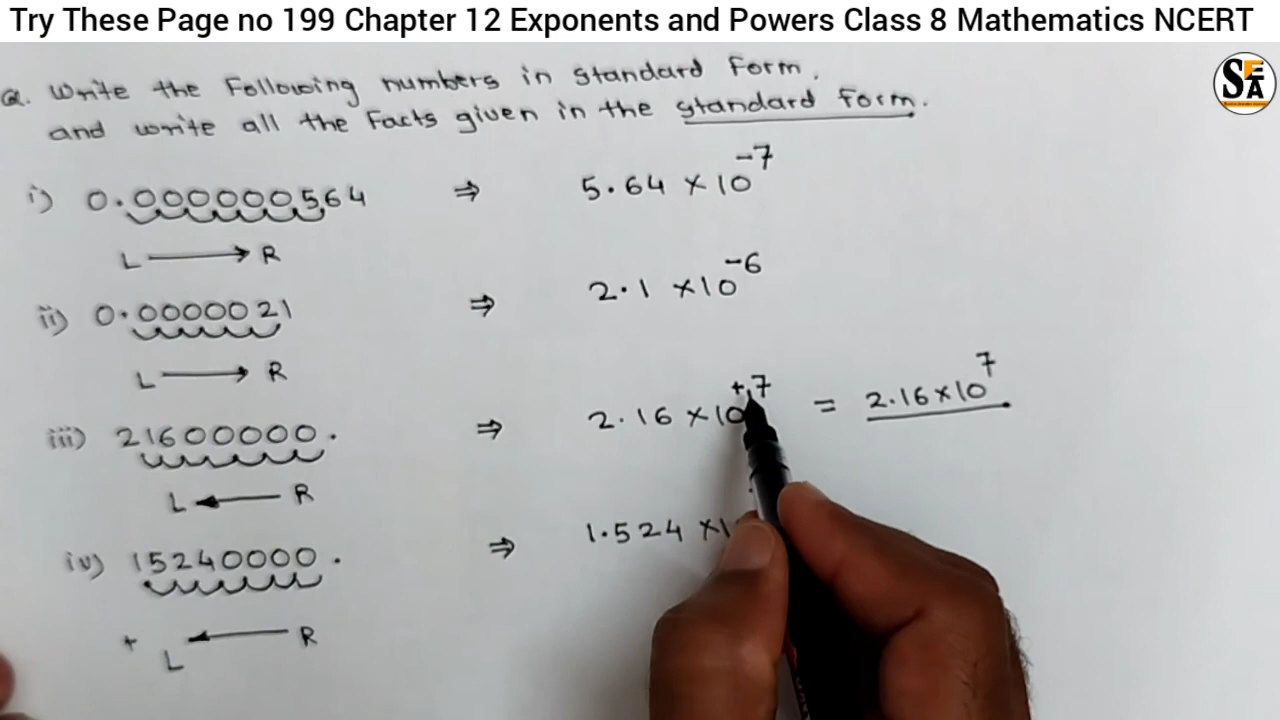 Try These Page no 199 Chapter 12 Exponents and Powers Class 8 Mathematics NCERT
SFA
Q. Write the Following numbers in standard Form.
and write all the Facts given in the standard Form.
i) 0.000000564 ⇒ 5.64 × 10⁻⁷
L → R
ii) 0.0000021 ⇒ 2.1 × 10⁻⁶
L → R
iii) 21600000. ⇒ 2.16 × 10⁺⁷ = 2.16 × 10⁷
L ← R
iv) 15240000. ⇒ 1.524 × 1
+ L ← R